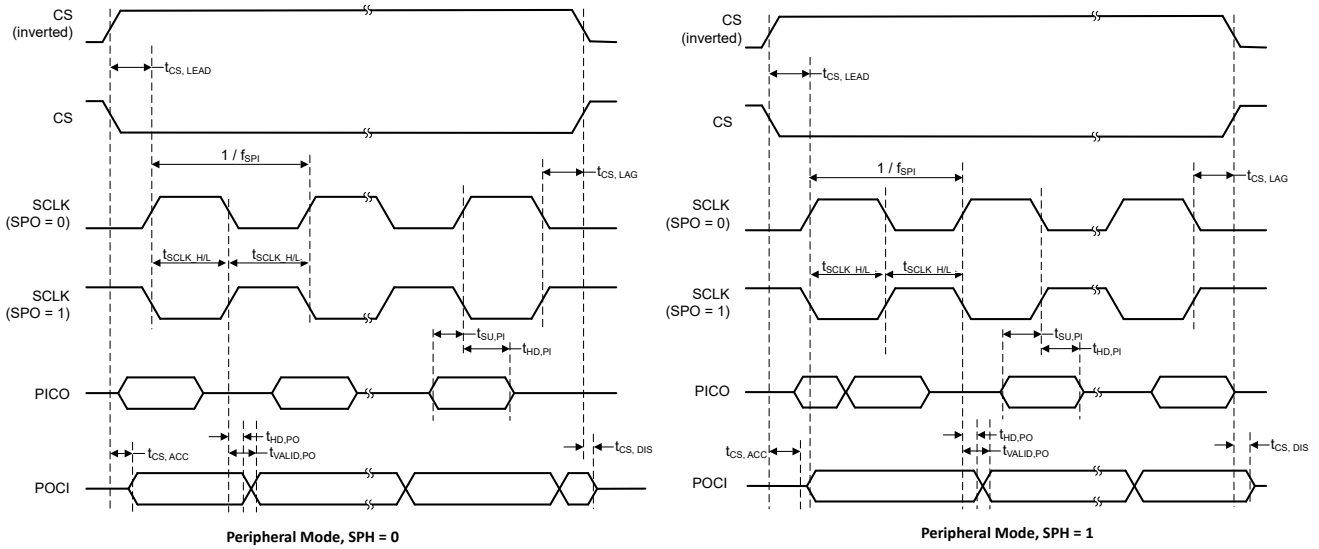 CS
(inverted)
tCS, LEAD
CS
1 / fSPI
tCS, LAG
SCLK
(SPO = 0)
tSCLK_H/L
tSCLK_H/L
SCLK
(SPO = 1)
tSU,PI
tHD,PI
PICO
tHD,PO
tVALID,PO
tCS, ACC
tCS, DIS
POCI
Peripheral Mode, SPH = 0
CS
(inverted)
tCS, LEAD
CS
1 / fSPI
tCS, LAG
SCLK
(SPO = 0)
tSCLK_H/L
tSCLK_H/L
SCLK
(SPO = 1)
tSU,PI
tHD,PI
PICO
tHD,PO
tVALID,PO
tCS, ACC
tCS, DIS
POCI
Peripheral Mode, SPH = 1